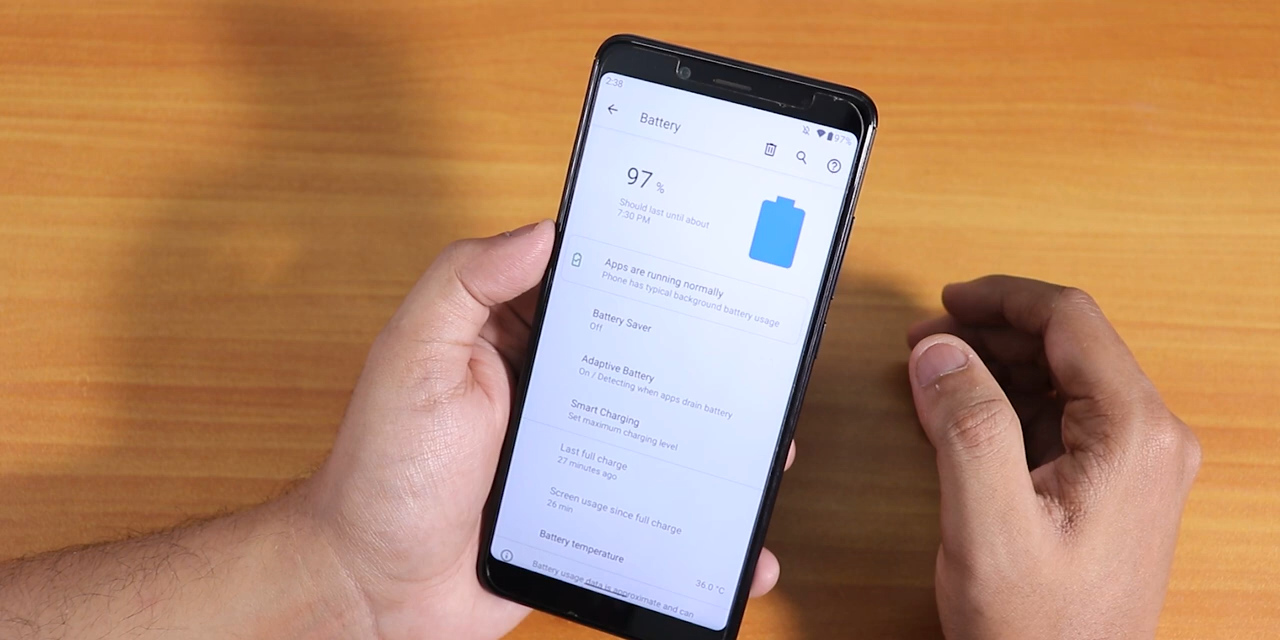 2:38
97%
Battery
97 %
Should last until about
7:30 PM
Apps are running normally
Phone has typical background battery usage
Battery Saver
Off
Adaptive Battery
On / Detecting when apps drain battery
Smart Charging
Set maximum charging level
Last full charge
27 minutes ago
Screen usage since full charge
26 min
Battery temperature
36.0 °C
Battery usage data is approximate and can